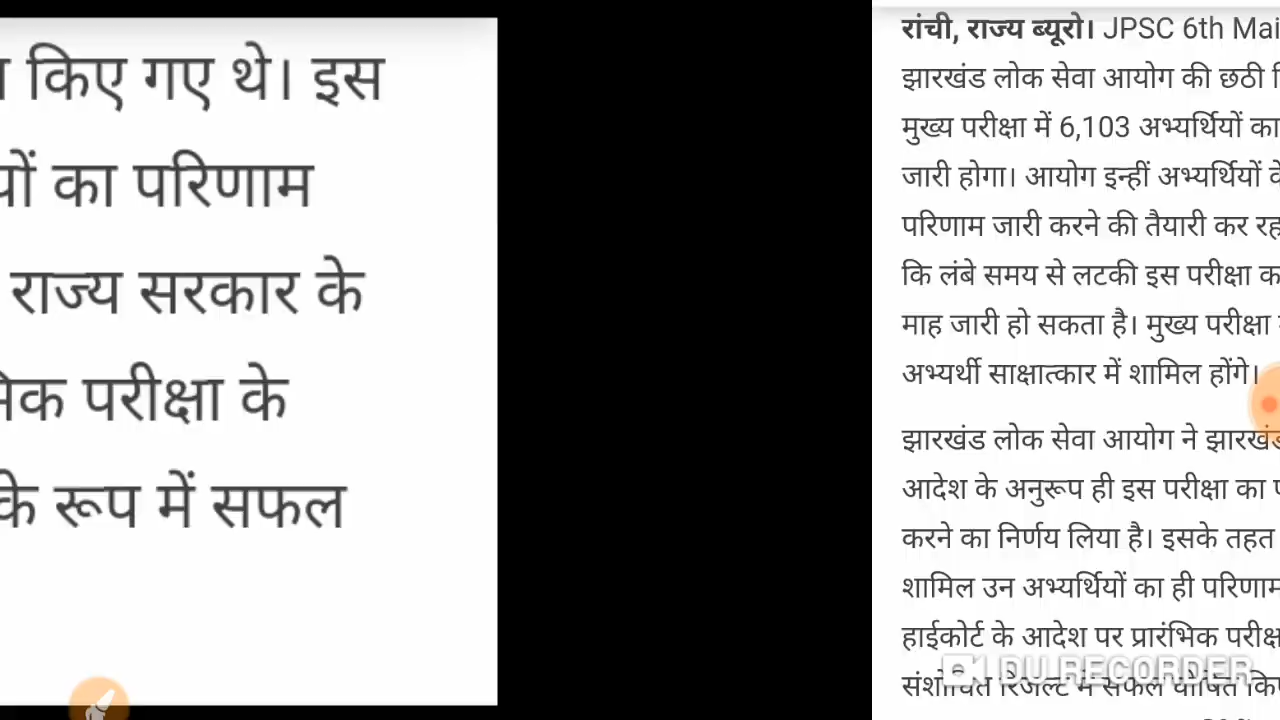 किए गए थे। इस
का परिणाम
राज्य सरकार के
परीक्षा के
के रूप में सफल
रांची, राज्य ब्यूरो। JPSC 6th Mai
झारखंड लोक सेवा आयोग की छठी
मुख्य परीक्षा में 6,103 अभ्यर्थियों का
जारी होगा। आयोग इन्हीं अभ्यर्थियों के
परिणाम जारी करने की तैयारी कर रह
कि लंबे समय से लटकी इस परीक्षा क
माह जारी हो सकता है। मुख्य परीक्षा
अभ्यर्थी साक्षात्कार में शामिल होंगे।
झारखंड लोक सेवा आयोग ने झारखंड
आदेश के अनुरूप ही इस परीक्षा का
करने का निर्णय लिया है। इसके तहत
शामिल उन अभ्यर्थियों का ही परिणाम
हाईकोर्ट के आदेश पर प्रारंभिक परीक्ष
संशोधित रिजल्ट में सफल घोषित कि
DU RECORDER